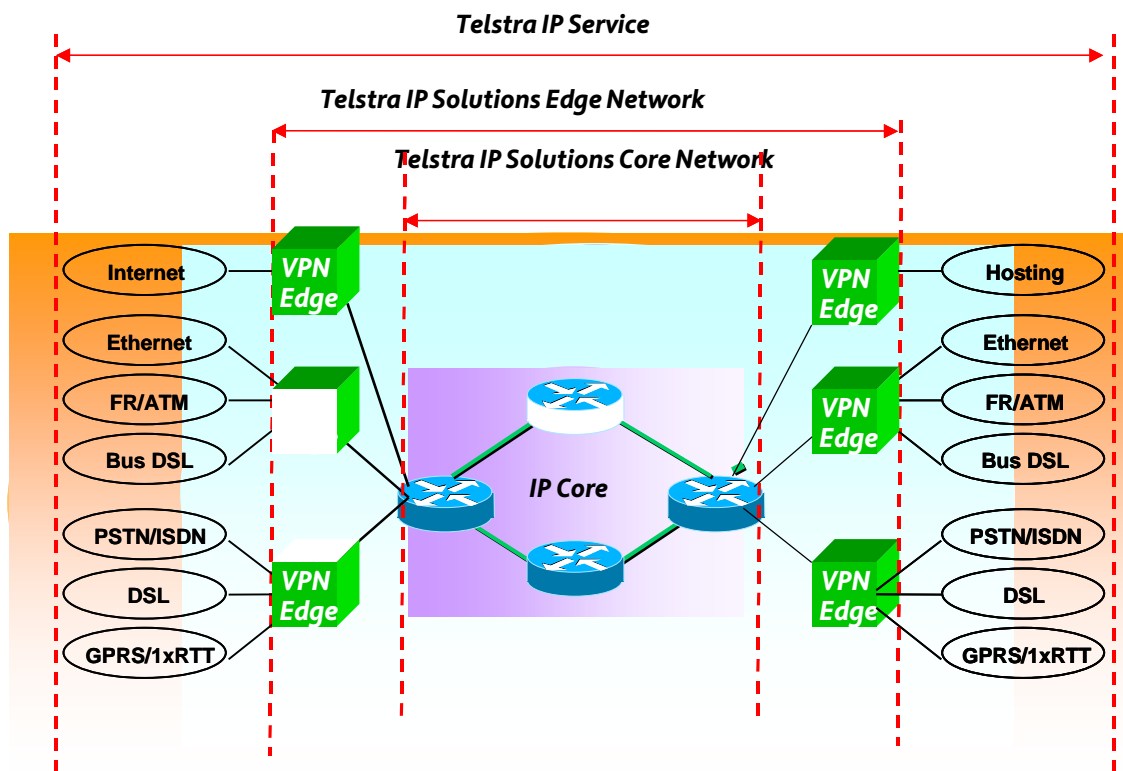 Telstra IP Service
Telstra IP Solutions Edge Network
Telstra IP Solutions Core Network
Internet
VPN
Edge
VPN
Edge
Hosting
Ethernet
FR/ATM
Bus DSL
IP Core
VPN
Edge
Ethernet
FR/ATM
Bus DSL
PSTN/ISDN
DSL
GPRS/1xRTT
VPN
Edge
VPN
Edge
PSTN/ISDN
DSL
GPRS/1xRTT